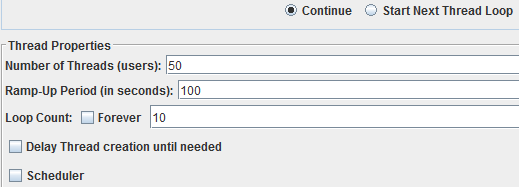 Continue Start Next Thread Loop
Thread Properties
Number of Threads (users): 50
Ramp-Up Period (in seconds): 100
Loop Count: Forever 10
Delay Thread creation until needed
Scheduler